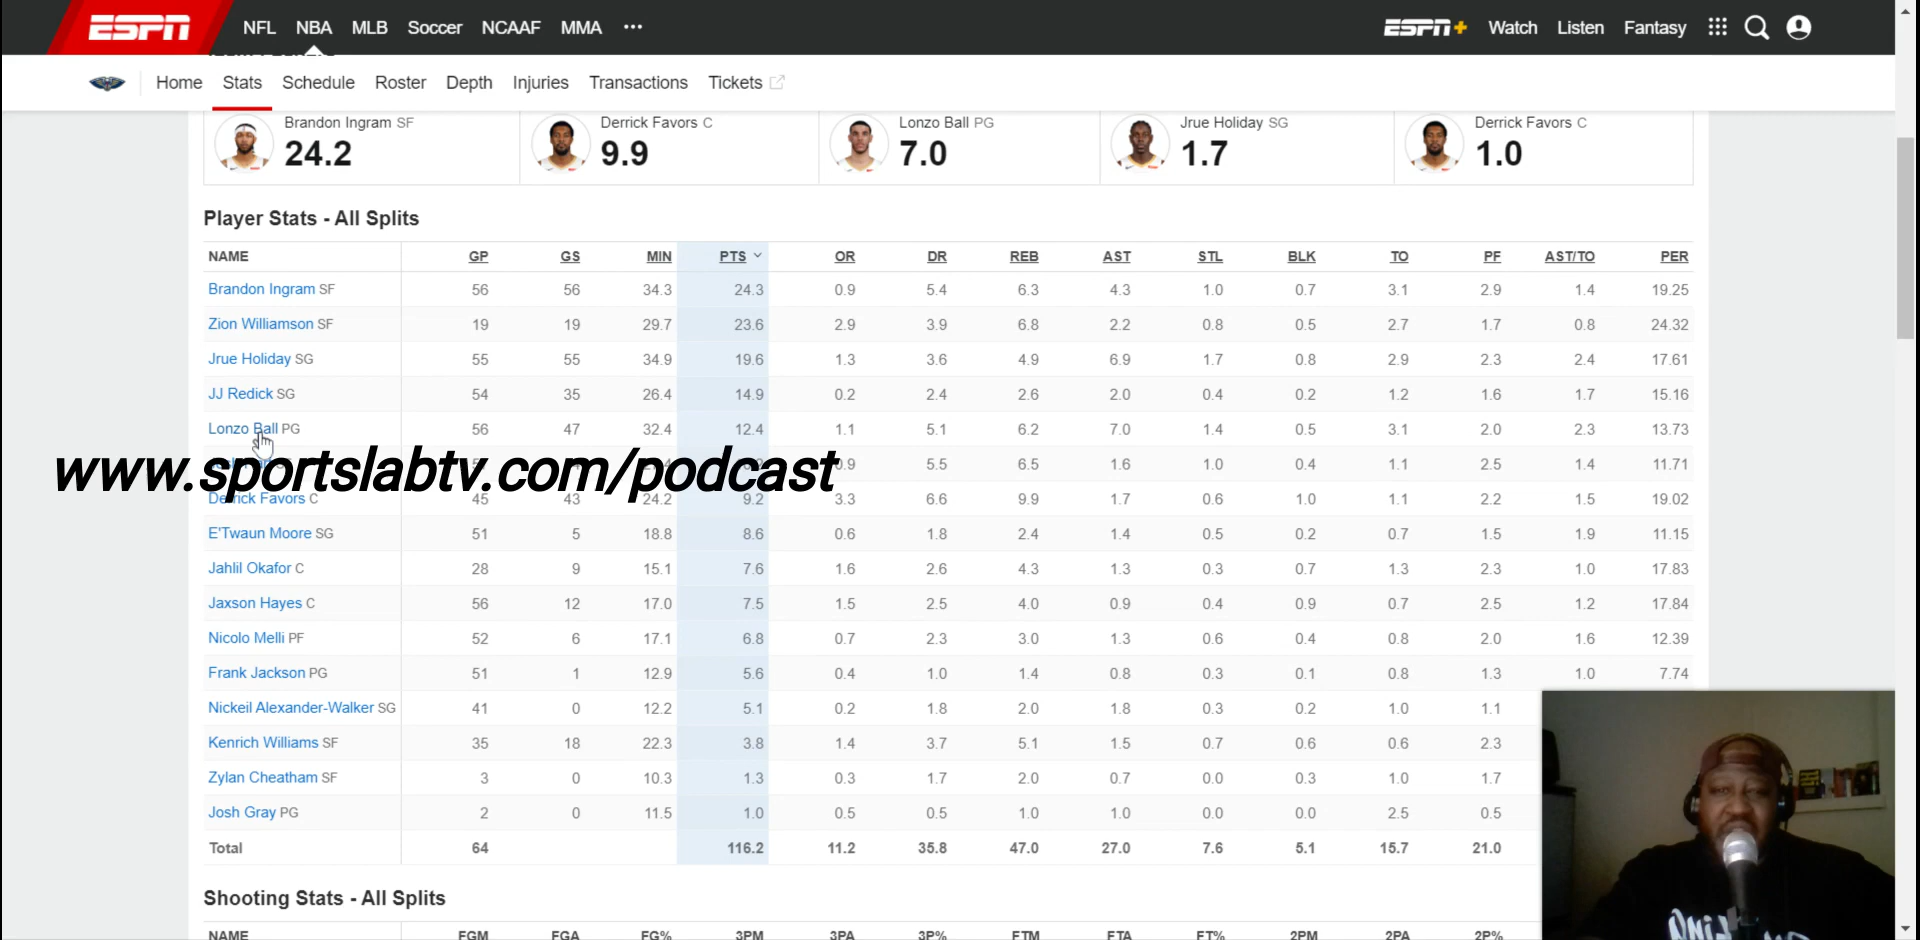 ESPN NFL NBA MLB Soccer NCAAF MMA ••• ESPN+ Watch Listen Fantasy
Home Stats Schedule Roster Depth Injuries Transactions Tickets
Brandon Ingram SF Derrick Favors C Lonzo Ball PG Jrue Holiday SG Derrick Favors C
24.2 9.9 7.0 1.7 1.0
Player Stats - All Splits
NAME GP GS MIN PTS OR DR REB AST STL BLK TO PF AST/TO PER
Brandon Ingram SF 56 56 34.3 24.3 0.9 5.4 6.3 4.3 1.0 0.7 3.1 2.9 1.4 19.25
Zion Williamson SF 19 19 29.7 23.6 2.9 3.9 6.8 2.2 0.8 0.5 2.7 1.7 0.8 24.32
Jrue Holiday SG 55 55 34.9 19.6 1.3 3.6 4.9 6.9 1.7 0.8 2.9 2.3 2.4 17.61
JJ Redick SG 54 35 26.4 14.9 0.2 2.4 2.6 2.0 0.4 0.2 1.2 1.6 1.7 15.16
Lonzo Ball PG 56 47 32.4 12.4 1.1 5.1 6.2 7.0 1.4 0.5 3.1 2.0 2.3 13.73
www.sportslabtv.com/podcast
0.9 5.5 6.5 1.6 1.0 0.4 1.1 2.5 1.4 11.71
Derrick Favors C 45 43 24.2 9.2 3.3 6.6 9.9 1.7 0.6 1.0 1.1 2.2 1.5 19.02
E'Twaun Moore SG 51 5 18.8 8.6 0.6 1.8 2.4 1.4 0.5 0.2 0.7 1.5 1.9 11.15
Jahlil Okafor C 28 9 15.1 7.6 1.6 2.6 4.3 1.3 0.3 0.7 1.3 2.3 1.0 17.83
Jaxson Hayes C 56 12 17.0 7.5 1.5 2.5 4.0 0.9 0.4 0.9 0.7 2.5 1.2 17.84
Nicolo Melli PF 52 6 17.1 6.8 0.7 2.3 3.0 1.3 0.6 0.4 0.8 2.0 1.6 12.39
Frank Jackson PG 51 1 12.9 5.6 0.4 1.0 1.4 0.8 0.3 0.1 0.8 1.3 1.0 7.74
Nickeil Alexander-Walker SG 41 0 12.2 5.1 0.2 1.8 2.0 1.8 0.3 0.2 1.0 1.1
Kenrich Williams SF 35 18 22.3 3.8 1.4 3.7 5.1 1.5 0.7 0.6 0.6 2.3
Zylan Cheatham SF 3 0 10.3 1.3 0.3 1.7 2.0 0.7 0.0 0.3 1.0 1.7
Josh Gray PG 2 0 11.5 1.0 0.5 0.5 1.0 1.0 0.0 0.0 2.5 0.5
Total 64 116.2 11.2 35.8 47.0 27.0 7.6 5.1 15.7 21.0
Shooting Stats - All Splits
NAME FGM FGA FG% 3PM 3PA 3P% FTM FTA FT% 2PM 2PA 2P%